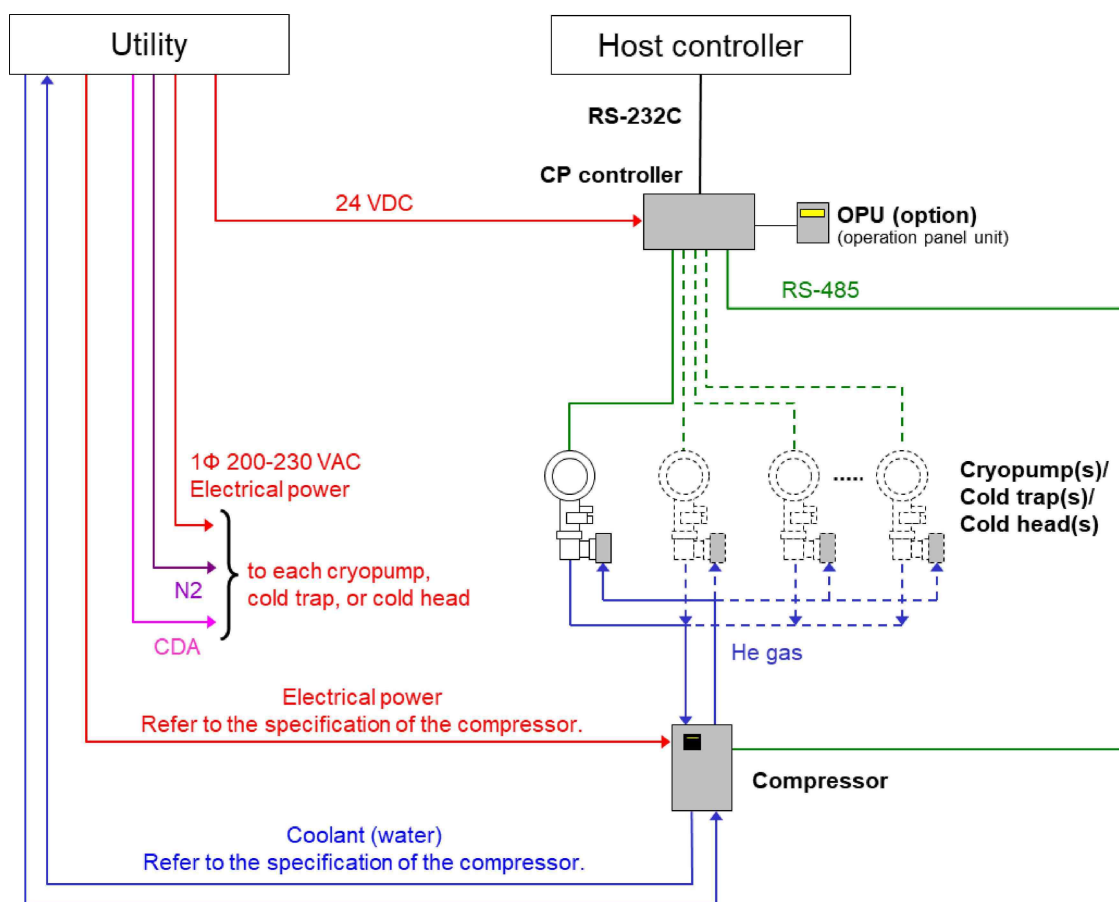 Utility
Host controller
RS-232C
CP controller
24 VDC
OPU (option)
(operation panel unit)
RS-485
1Φ 200-230 VAC
Electrical power
N2
CDA
to each cryopump,
cold trap, or cold head
Cryopump(s)/
Cold trap(s)/
Cold head(s)
.....
He gas
Electrical power
Refer to the specification of the compressor.
Compressor
Coolant (water)
Refer to the specification of the compressor.